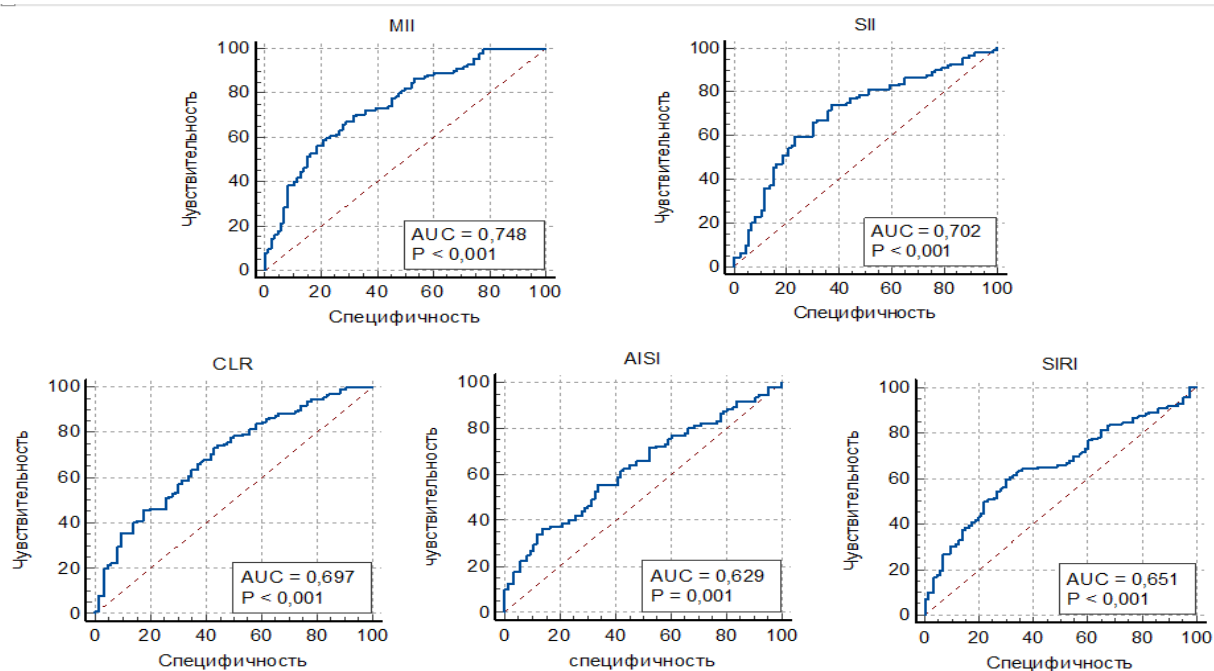 MII
100
80
60
40
20
0
Чувствительность
AUC = 0,748
P < 0,001
0 20 40 60 80 100
Специфичность
SII
100
80
60
40
20
0
Чувствительность
AUC = 0,702
P < 0,001
0 20 40 60 80 100
Специфичность
CLR
100
80
60
40
20
0
Чувствительность
AUC = 0,697
P < 0,001
0 20 40 60 80 100
Специфичность
AISI
100
80
60
40
20
0
чувствительность
AUC = 0,629
P = 0,001
0 20 40 60 80 100
специфичность
SIRI
100
80
60
40
20
0
Чувствительность
AUC = 0,651
P < 0,001
0 20 40 60 80 100
Специфичность